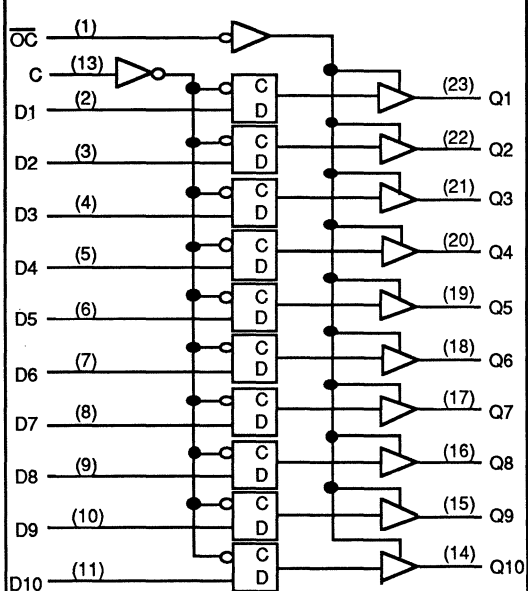 OC (1)
C (13)
C
D1 (2) D (23) Q1
C
D2 (3) D (22) Q2
C
D3 (4) D (21) Q3
C
D4 (5) D (20) Q4
C
D5 (6) D (19) Q5
C
D6 (7) D (18) Q6
C
D7 (8) D (17) Q7
C
D8 (9) D (16) Q8
C
D9 (10) D (15) Q9
C
D10 (11) D (14) Q10